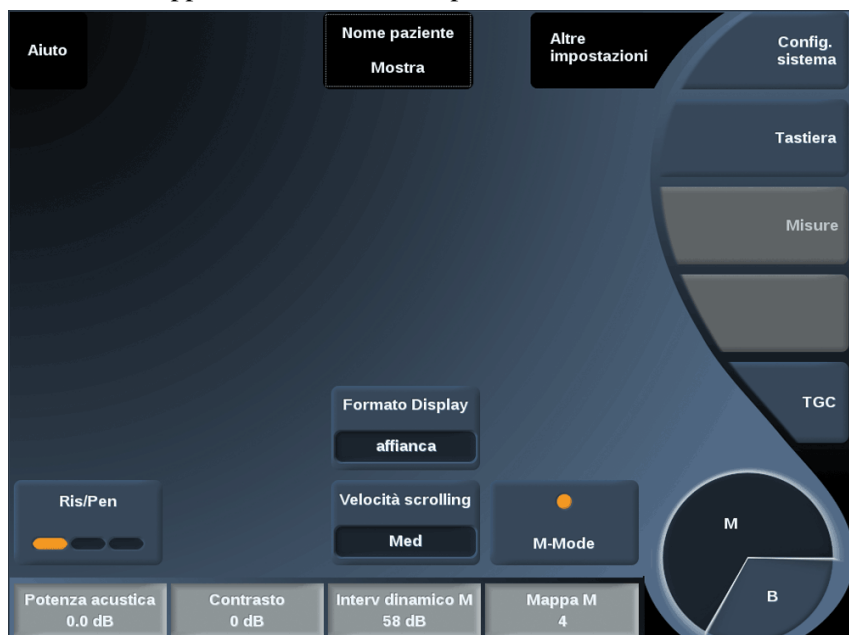 Aiuto
Nome paziente
Mostra
Altre
impostazioni
Config.
sistema
Tastiera
Misure
TGC
Formato Display
affianca
Ris/Pen
Velocità scrolling
Med
M-Mode
M
B
Potenza acustica
0.0 dB
Contrasto
0 dB
Interv dinamico M
58 dB
Mappa M
4